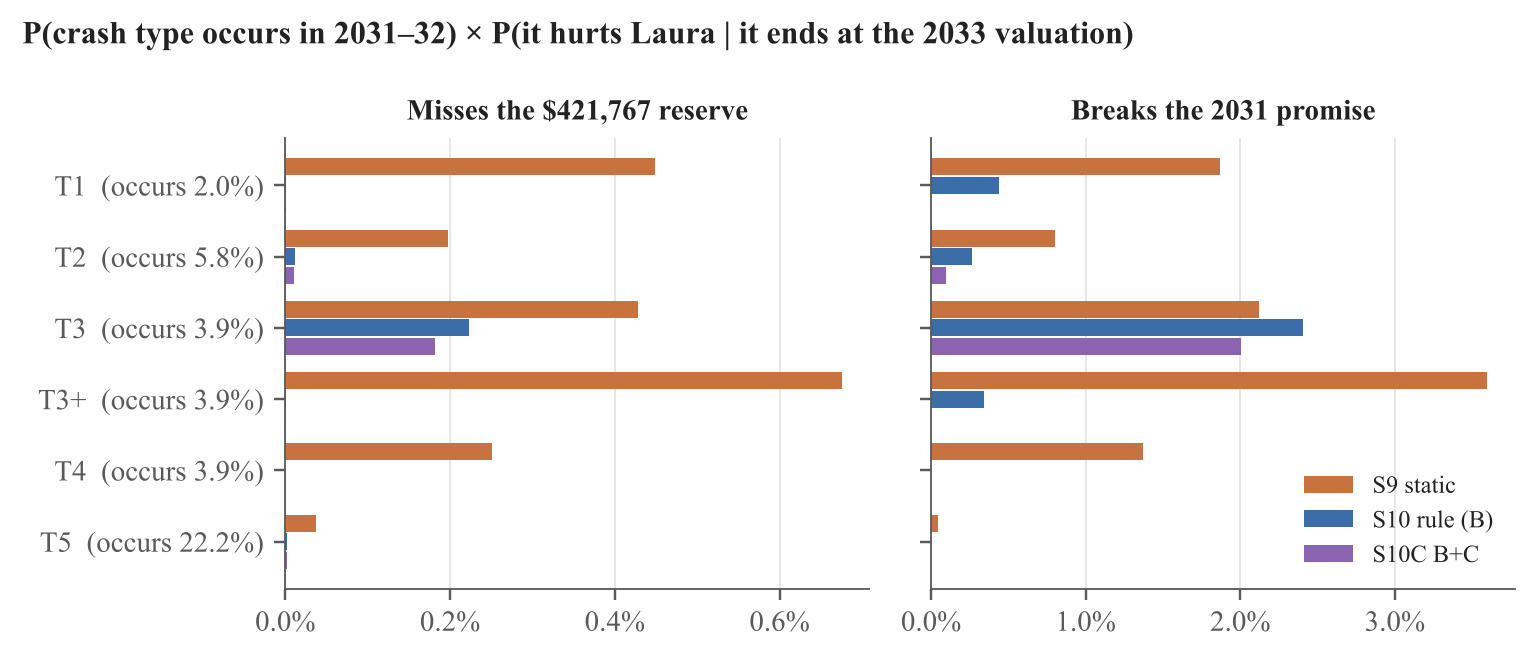 P(crash type occurs in 2031–32) × P(it hurts Laura | it ends at the 2033 valuation)
Misses the $421,767 reserve
Breaks the 2031 promise
T1 (occurs 2.0%)
T2 (occurs 5.8%)
T3 (occurs 3.9%)
T3+ (occurs 3.9%)
T4 (occurs 3.9%)
T5 (occurs 22.2%)
S9 static
S10 rule (B)
S10C B+C
0.0% 0.2% 0.4% 0.6%
0.0% 1.0% 2.0% 3.0%